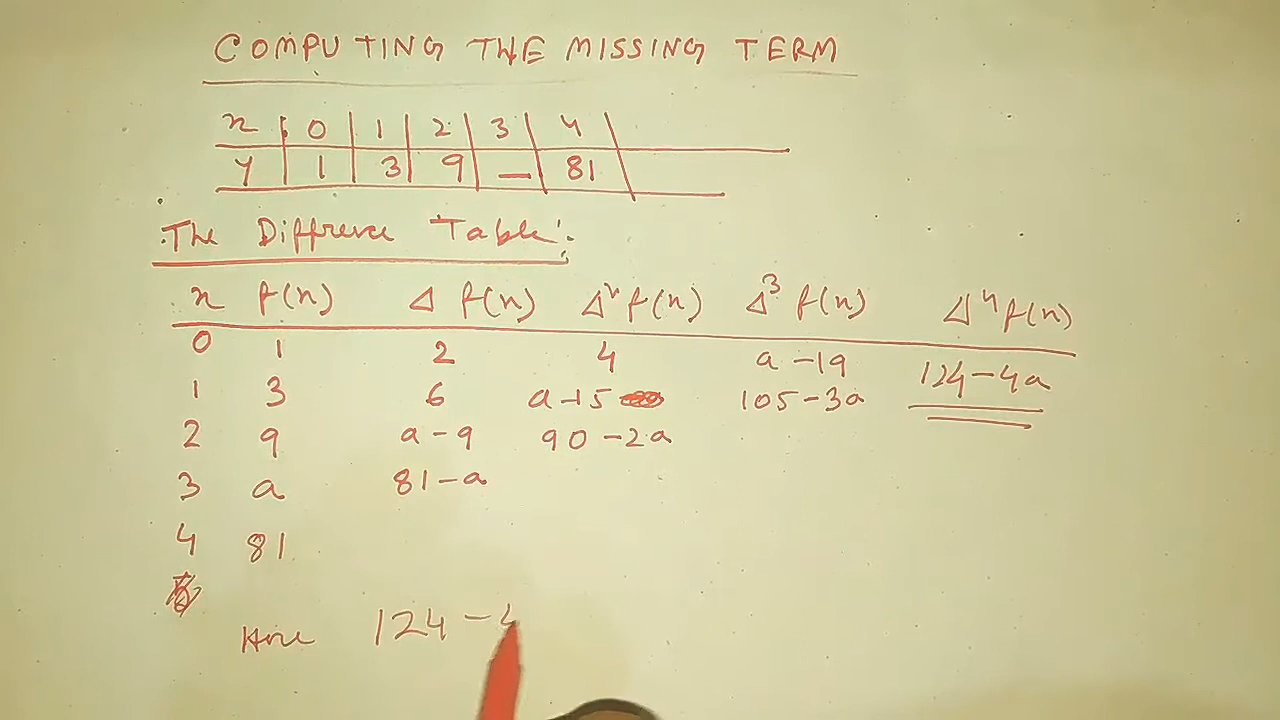 COMPUTING THE MISSING TERM
x 0 1 2 3 4
y 1 3 9 — 81
The Diffrence Table:
x f(x) Δ f(x) Δ² f(x) Δ³ f(x) Δ⁴ f(x)
0 1 2 4 a-19 124-4a
1 3 6 a-15 105-3a
2 9 a-9 90-2a
3 a 81-a
4 81
Here 124-4